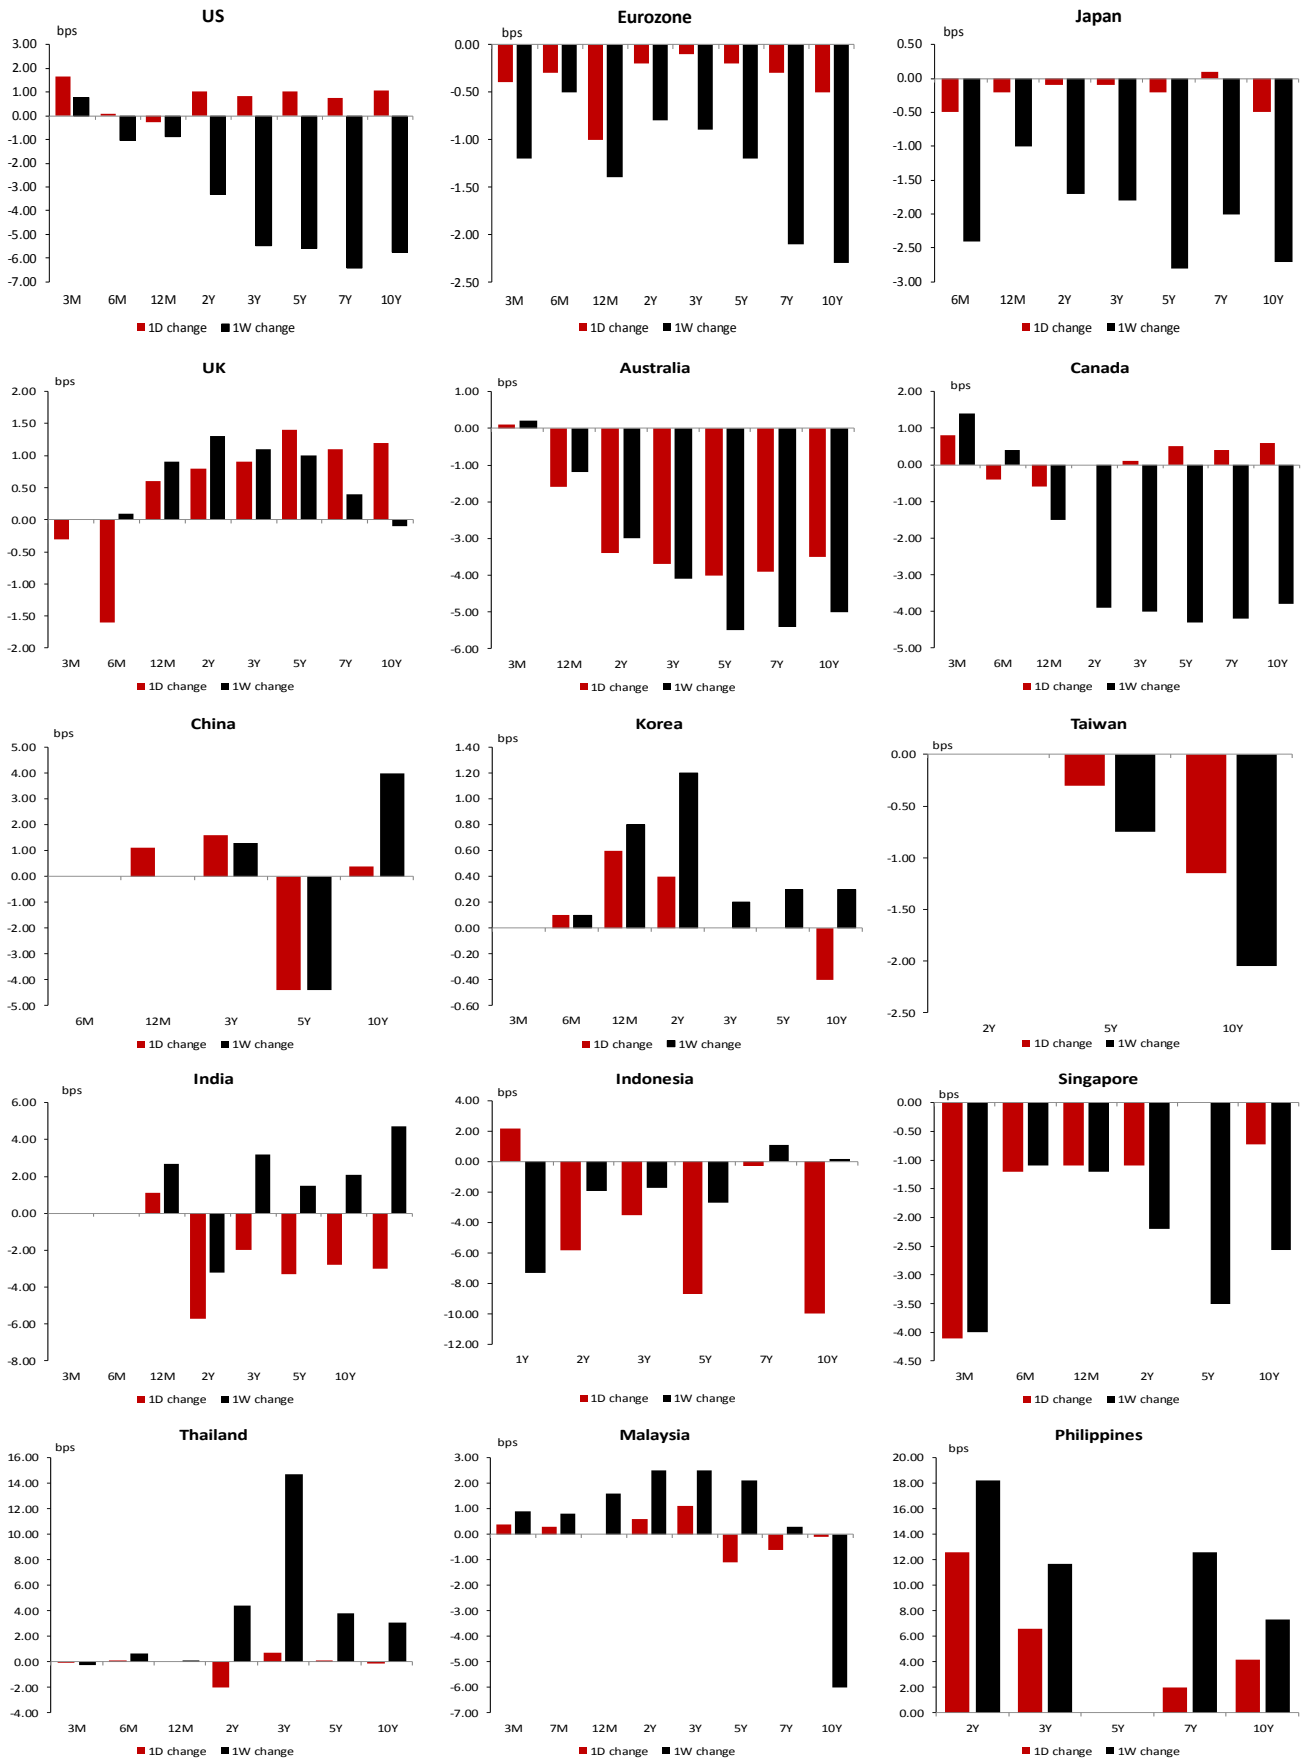 US
bps
3.00
2.00
1.00
0.00
-1.00
-2.00
-3.00
-4.00
-5.00
-6.00
-7.00
3M 6M 12M 2Y 3Y 5Y 7Y 10Y
1D change 1W change
Eurozone
0.00
-0.50
-1.00
-1.50
-2.00
-2.50
3M 6M 12M 2Y 3Y 5Y 7Y 10Y
1D change 1W change
Japan
0.50
0.00
-0.50
-1.00
-1.50
-2.00
-2.50
-3.00
6M 12M 2Y 3Y 5Y 7Y 10Y
1D change 1W change
UK
bps
2.00
1.50
1.00
0.50
0.00
-0.50
-1.00
-1.50
-2.00
3M 6M 12M 2Y 3Y 5Y 7Y 10Y
1D change 1W change
Australia
bps
1.00
0.00
-1.00
-2.00
-3.00
-4.00
-5.00
-6.00
3M 12M 2Y 3Y 5Y 7Y 10Y
1D change 1W change
Canada
bps
2.00
1.00
0.00
-1.00
-2.00
-3.00
-4.00
-5.00
3M 6M 12M 2Y 3Y 5Y 7Y 10Y
1D change 1W change
China
bps
5.00
4.00
3.00
2.00
1.00
0.00
-1.00
-2.00
-3.00
-4.00
-5.00
6M 12M 3Y 5Y 10Y
1D change 1W change
Korea
bps
1.40
1.20
1.00
0.80
0.60
0.40
0.20
0.00
-0.20
-0.40
-0.60
3M 6M 12M 2Y 3Y 5Y 10Y
1D change 1W change
Taiwan
bps
0.00
-0.50
-1.00
-1.50
-2.00
-2.50
2Y 5Y 10Y
1D change 1W change
India
bps
6.00
4.00
2.00
0.00
-2.00
-4.00
-6.00
-8.00
3M 6M 12M 2Y 3Y 5Y 10Y
1D change 1W change
Indonesia
bps
4.00
2.00
0.00
-2.00
-4.00
-6.00
-8.00
-10.00
-12.00
1Y 2Y 3Y 5Y 7Y 10Y
1D change 1W change
Singapore
bps
0.00
-0.50
-1.00
-1.50
-2.00
-2.50
-3.00
-3.50
-4.00
-4.50
3M 6M 12M 2Y 5Y 10Y
1D change 1W change
Thailand
bps
16.00
14.00
12.00
10.00
8.00
6.00
4.00
2.00
0.00
-2.00
-4.00
3M 6M 12M 2Y 3Y 5Y 10Y
1D change 1W change
Malaysia
bps
3.00
2.00
1.00
0.00
-1.00
-2.00
-3.00
-4.00
-5.00
-6.00
-7.00
3M 7M 12M 2Y 3Y 5Y 7Y 10Y
1D change 1W change
Philippines
bps
20.00
18.00
16.00
14.00
12.00
10.00
8.00
6.00
4.00
2.00
0.00
2Y 3Y 5Y 7Y 10Y
1D change 1W change